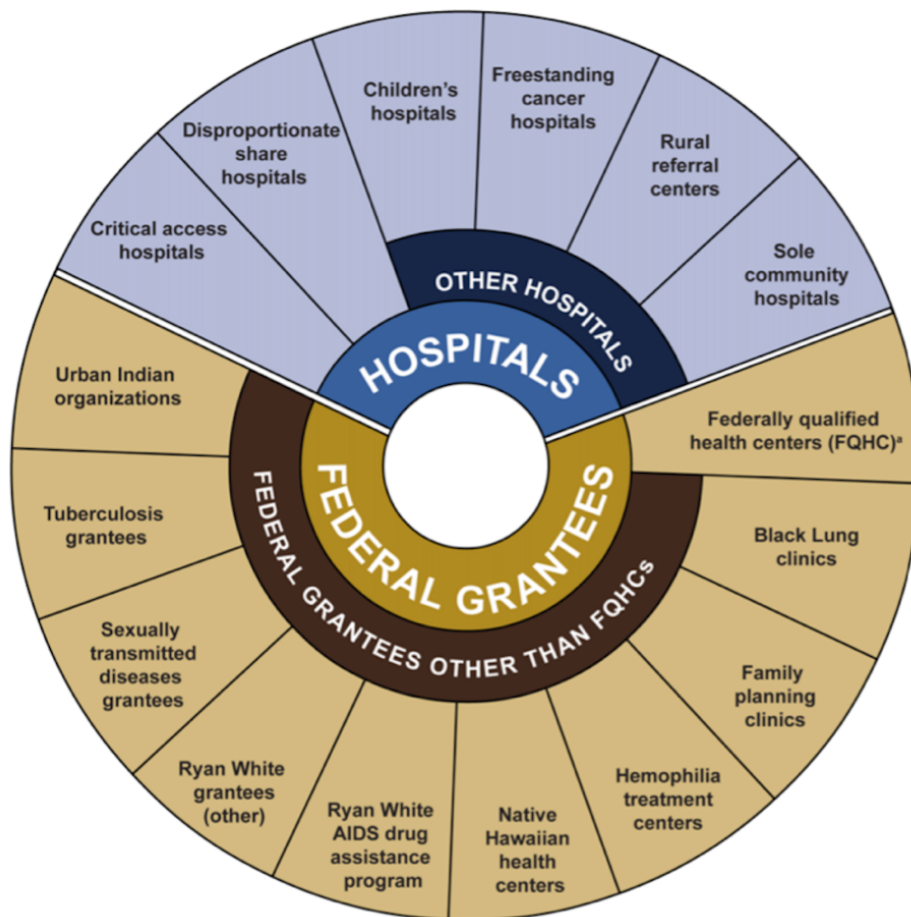 Children's
hospitals
Freestanding
cancer
hospitals
Disproportionate
share
hospitals
Rural
referral
centers
Critical access
hospitals
Sole
community
hospitals
OTHER HOSPITALS
HOSPITALS
Urban Indian
organizations
Federally qualified
health centers (FQHC)ᵃ
FEDERAL GRANTEES
FEDERAL GRANTEES OTHER THAN FQHCs
Tuberculosis
grantees
Black Lung
clinics
Sexually
transmitted
diseases
grantees
Family
planning
clinics
Ryan White
grantees
(other)
Ryan White
AIDS drug
assistance
program
Native
Hawaiian
health
centers
Hemophilia
treatment
centers